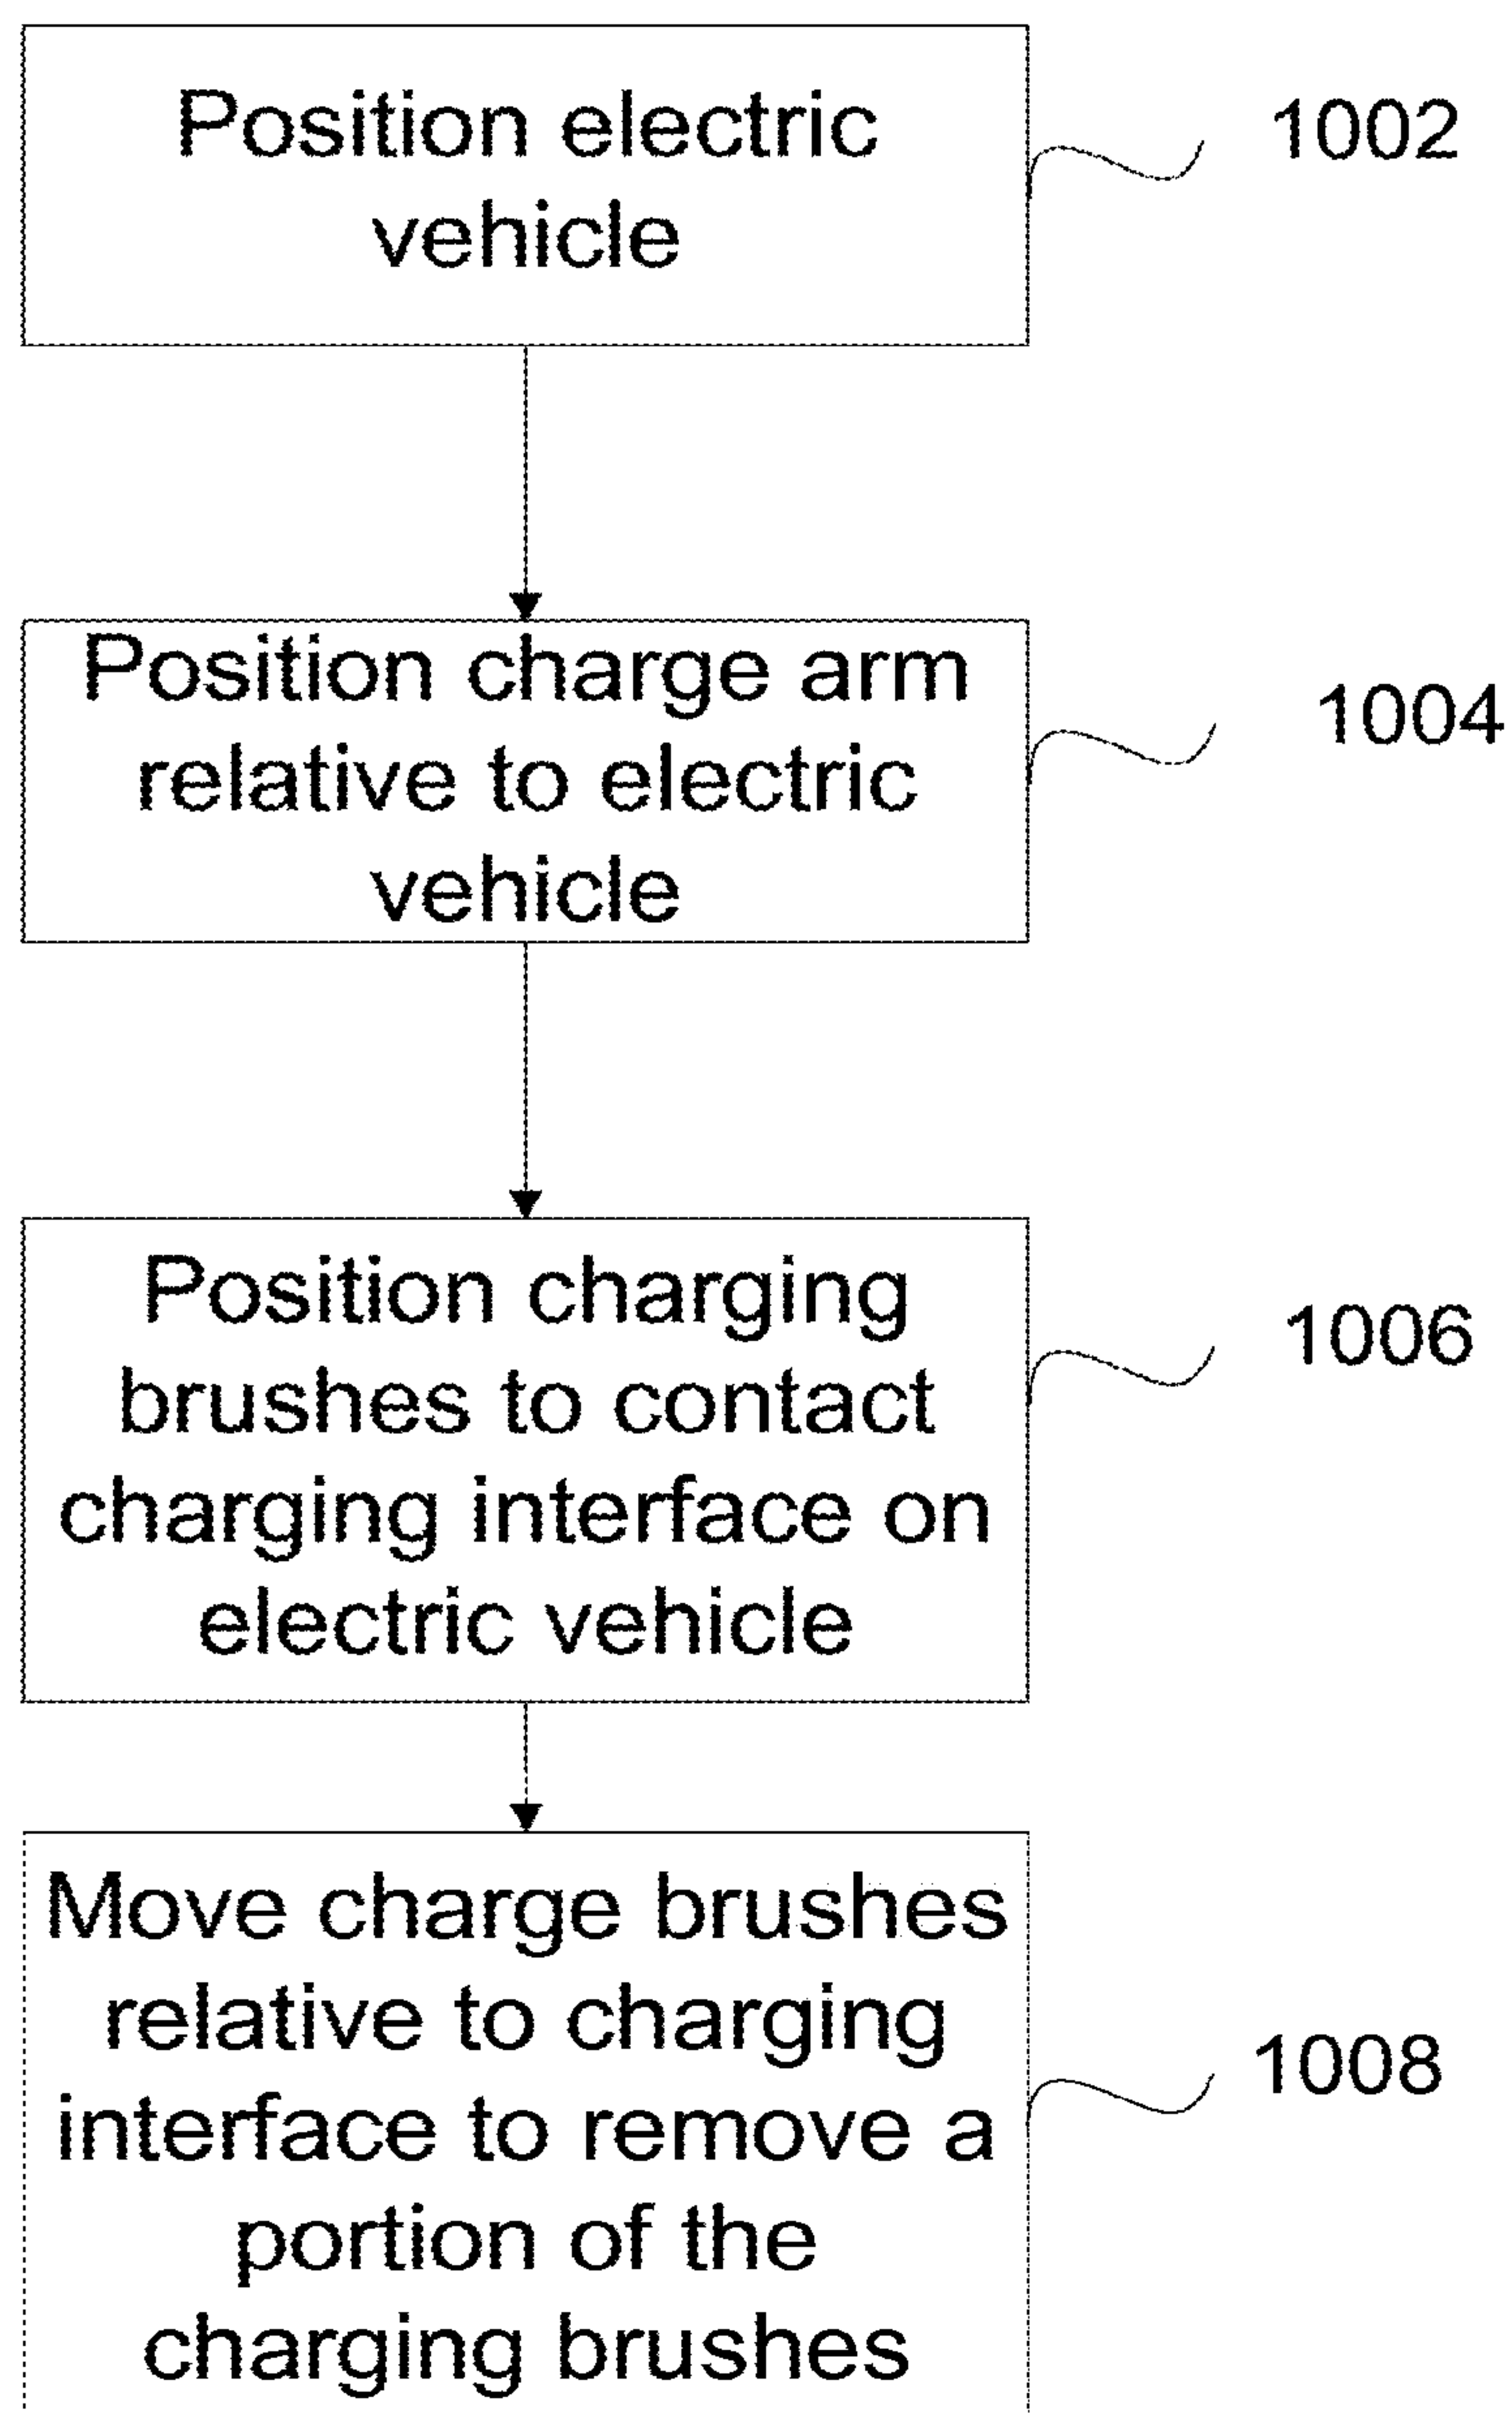 Position electric
vehicle
1002
Position charge arm
relative to electric
vehicle
1004
Position charging
brushes to contact
charging interface on
electric vehicle
1006
Move charge brushes
relative to charging
interface to remove a
portion of the
charging brushes
1008